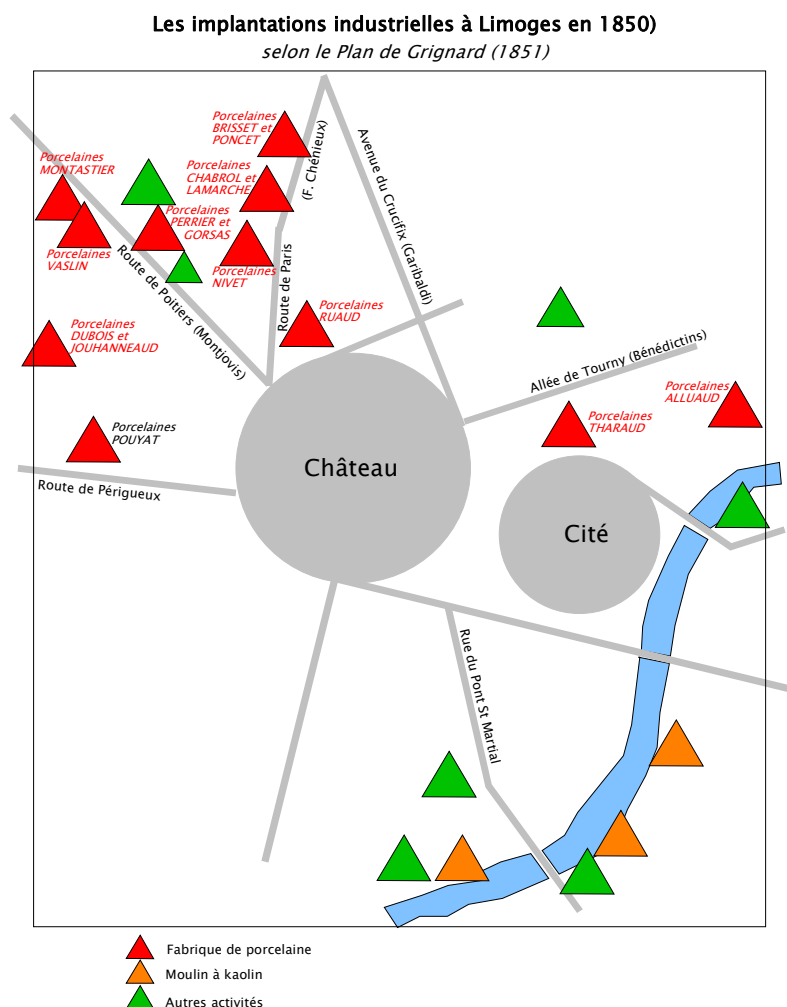 Les implantations industrielles à Limoges en 1850)
selon le Plan de Grignard (1851)
Porcelaines
BRISSET et
PONCET
(F. Chénieux)
Avenue du Crucifix (Garibaldi)
Porcelaines
MONTASTIER
Porcelaines
CHABROL et
LAMARCHE
Porcelaines
PERRIER et
GORSAS
Porcelaines
VASLIN
Porcelaines
NIVET
Route de Poitiers (Montjovis)
Route de Paris
Porcelaines
RUAUD
Porcelaines
DUBOIS et
JOUHANNEAUD
Allée de Tourny (Bénédictins)
Porcelaines
ALLUAUD
Porcelaines
THARAUD
Porcelaines
POUYAT
Château
Route de Périgueux
Cité
Rue du Pont St Martial
Fabrique de porcelaine
Moulin à kaolin
Autres activités